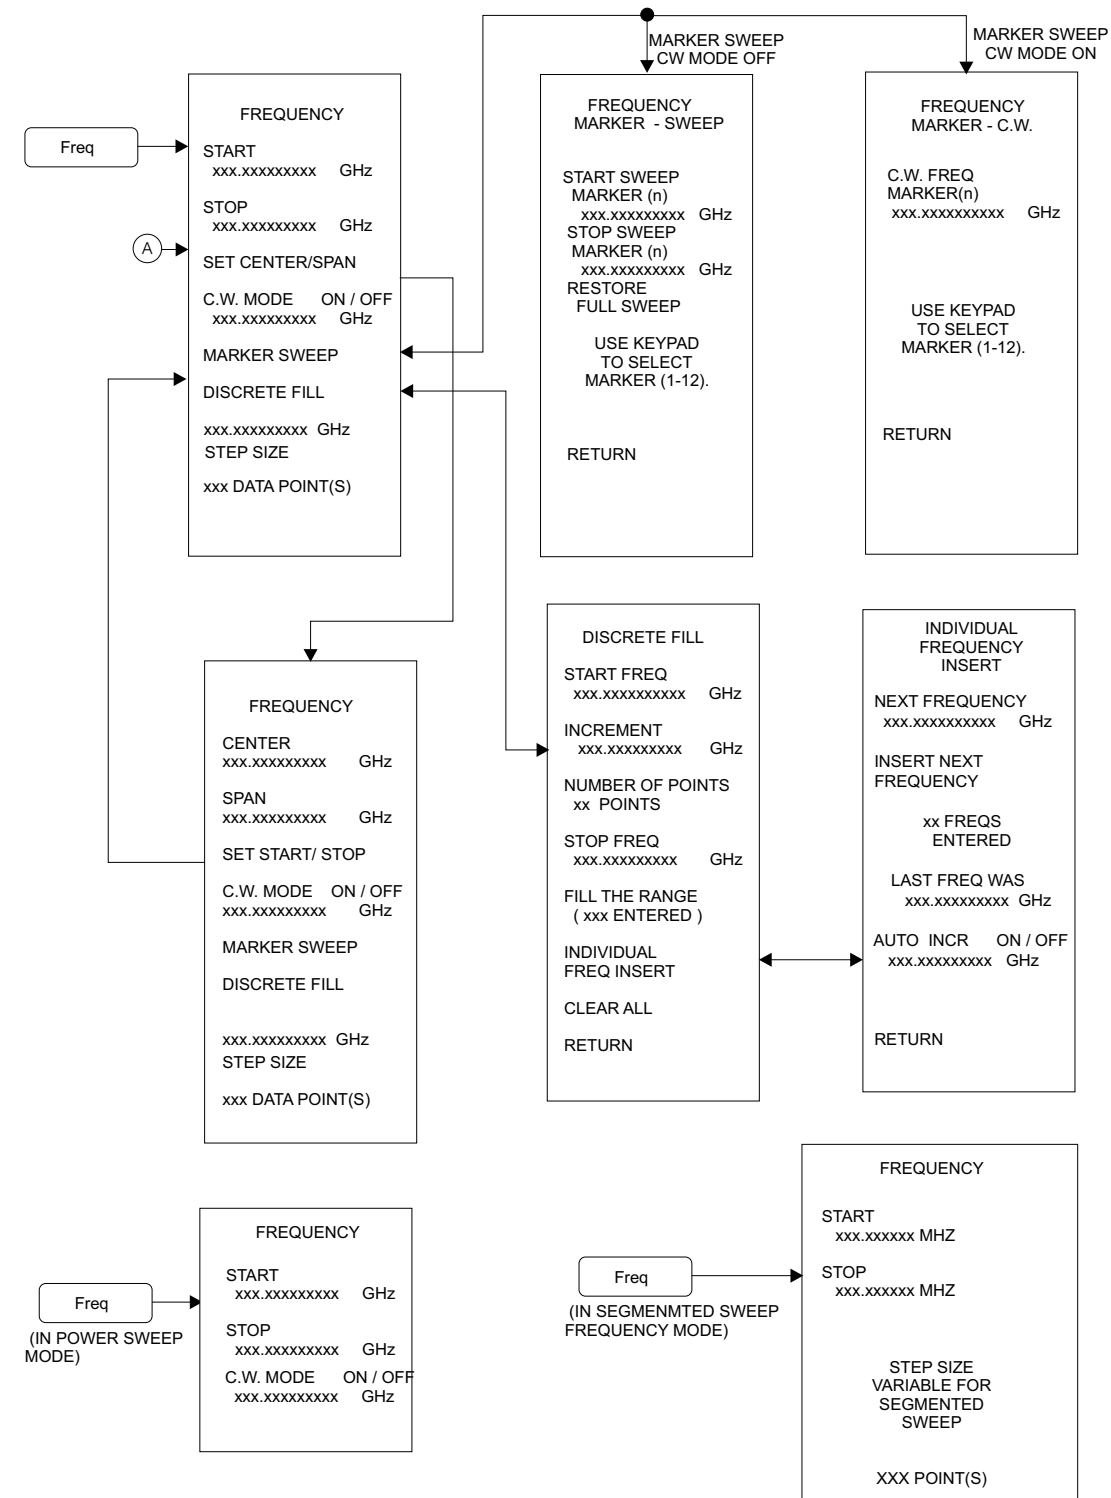 MARKER SWEEP
CW MODE OFF
MARKER SWEEP
CW MODE ON
Freq
A
FREQUENCY
START
xxx.xxxxxxxxx GHz
STOP
xxx.xxxxxxxxx GHz
SET CENTER/SPAN
C.W. MODE ON / OFF
xxx.xxxxxxxxx GHz
MARKER SWEEP
DISCRETE FILL
xxx.xxxxxxxxx GHz
STEP SIZE
xxx DATA POINT(S)
FREQUENCY
MARKER - SWEEP
START SWEEP
MARKER (n)
xxx.xxxxxxxxx GHz
STOP SWEEP
MARKER (n)
xxx.xxxxxxxxx GHz
RESTORE
FULL SWEEP
USE KEYPAD
TO SELECT
MARKER (1-12).
RETURN
FREQUENCY
MARKER - C.W.
C.W. FREQ
MARKER(n)
xxx.xxxxxxxxxx GHz
USE KEYPAD
TO SELECT
MARKER (1-12).
RETURN
FREQUENCY
CENTER
xxx.xxxxxxxxx GHz
SPAN
xxx.xxxxxxxxx GHz
SET START/ STOP
C.W. MODE ON / OFF
xxx.xxxxxxxxx GHz
MARKER SWEEP
DISCRETE FILL
xxx.xxxxxxxxx GHz
STEP SIZE
xxx DATA POINT(S)
DISCRETE FILL
START FREQ
xxx.xxxxxxxxxx GHz
INCREMENT
xxx.xxxxxxxxx GHz
NUMBER OF POINTS
xx POINTS
STOP FREQ
xxx.xxxxxxxxx GHz
FILL THE RANGE
( xxx ENTERED )
INDIVIDUAL
FREQ INSERT
CLEAR ALL
RETURN
INDIVIDUAL
FREQUENCY
INSERT
NEXT FREQUENCY
xxx.xxxxxxxxxx GHz
INSERT NEXT
FREQUENCY
xx FREQS
ENTERED
LAST FREQ WAS
xxx.xxxxxxxxx GHz
AUTO INCR ON / OFF
xxx.xxxxxxxxx GHz
RETURN
Freq
(IN POWER SWEEP
MODE)
FREQUENCY
START
xxx.xxxxxxxxx GHz
STOP
xxx.xxxxxxxxx GHz
C.W. MODE ON / OFF
xxx.xxxxxxxxx GHz
Freq
(IN SEGMENMTED SWEEP
FREQUENCY MODE)
FREQUENCY
START
xxx.xxxxxx MHZ
STOP
xxx.xxxxxx MHZ
STEP SIZE
VARIABLE FOR
SEGMENTED
SWEEP
XXX POINT(S)